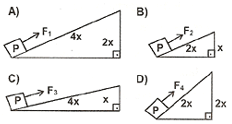 A) P F₁ 4x 2x
B) P F₂ 2x x
C) P F₃ 4x x
D) P F₄ 2x 2x